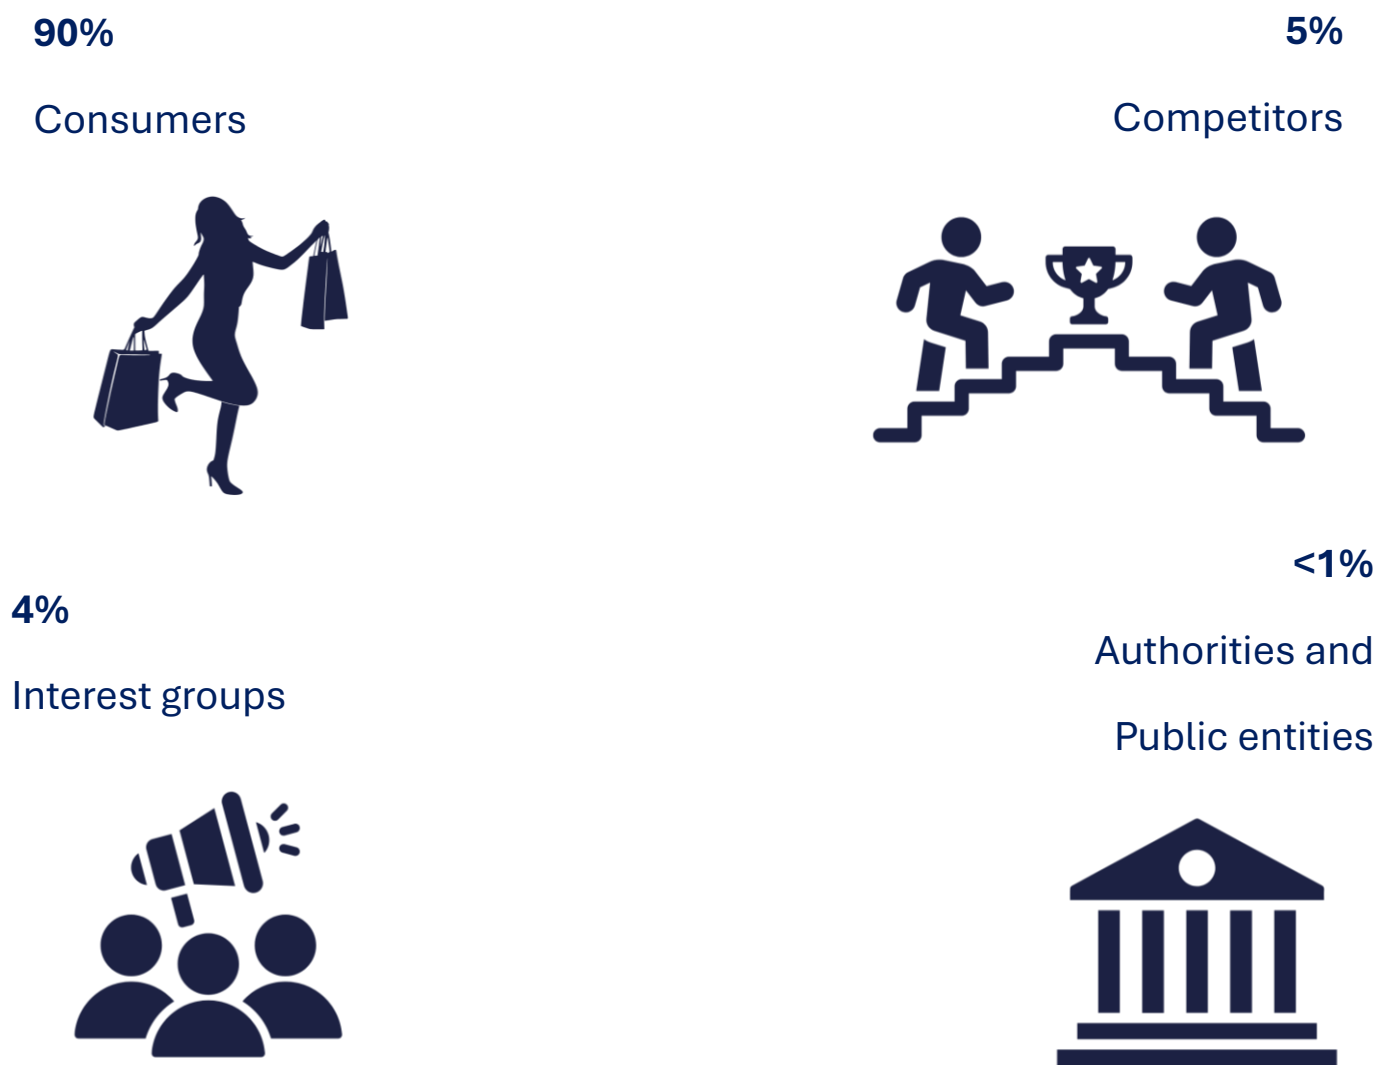 90%
Consumers
5%
Competitors
4%
Interest groups
<1%
Authorities and
Public entities